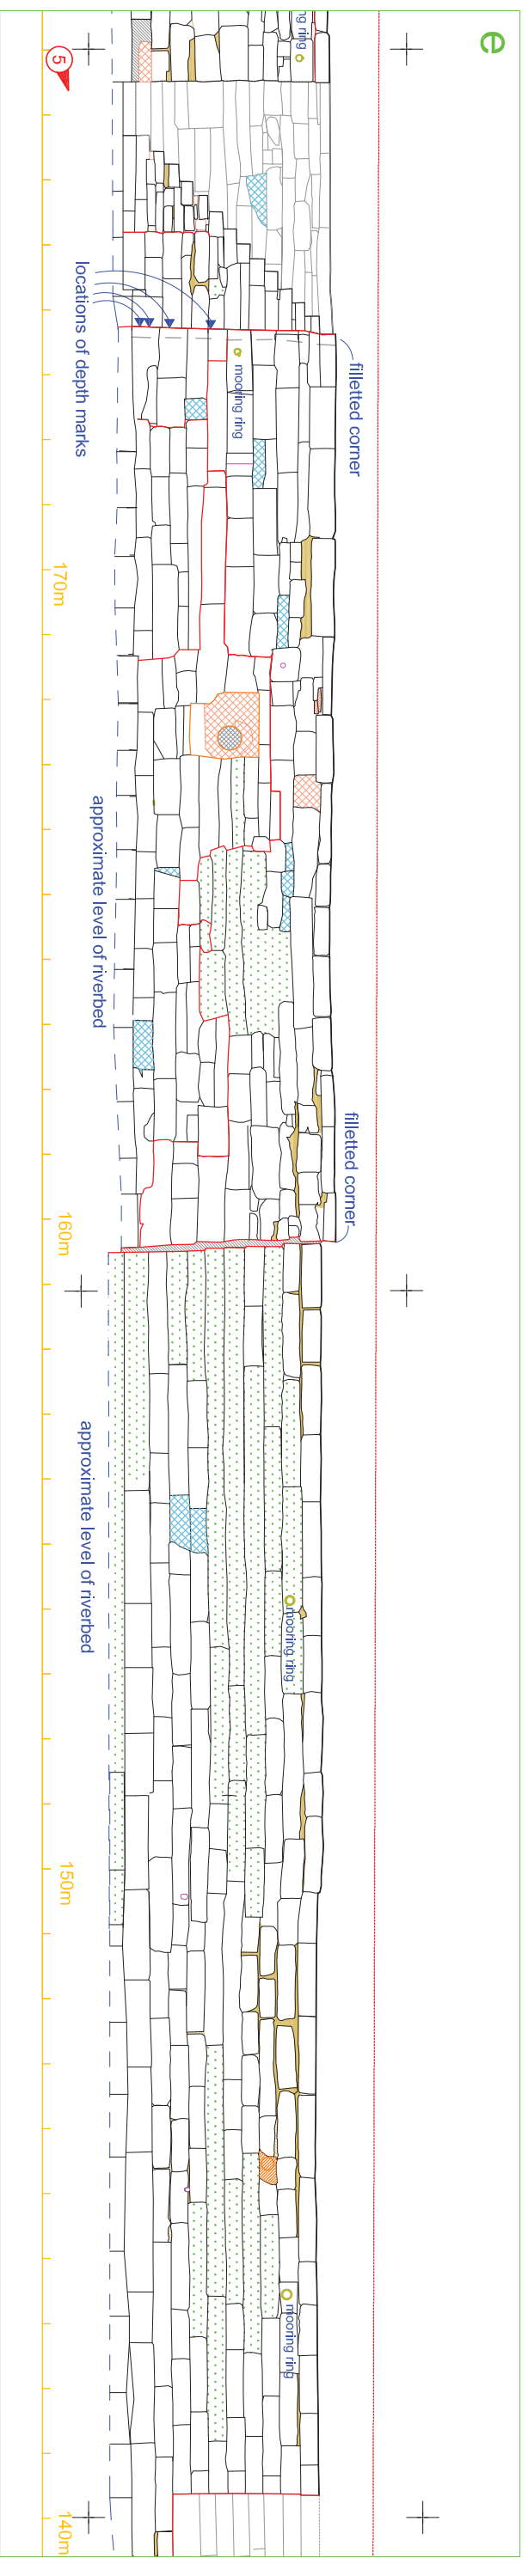 e
ng ring
5
locations of depth marks
filletted corner
mooring ring
170m
approximate level of riverbed
filletted corner
160m
approximate level of riverbed
mooring ring
150m
mooring ring
140m